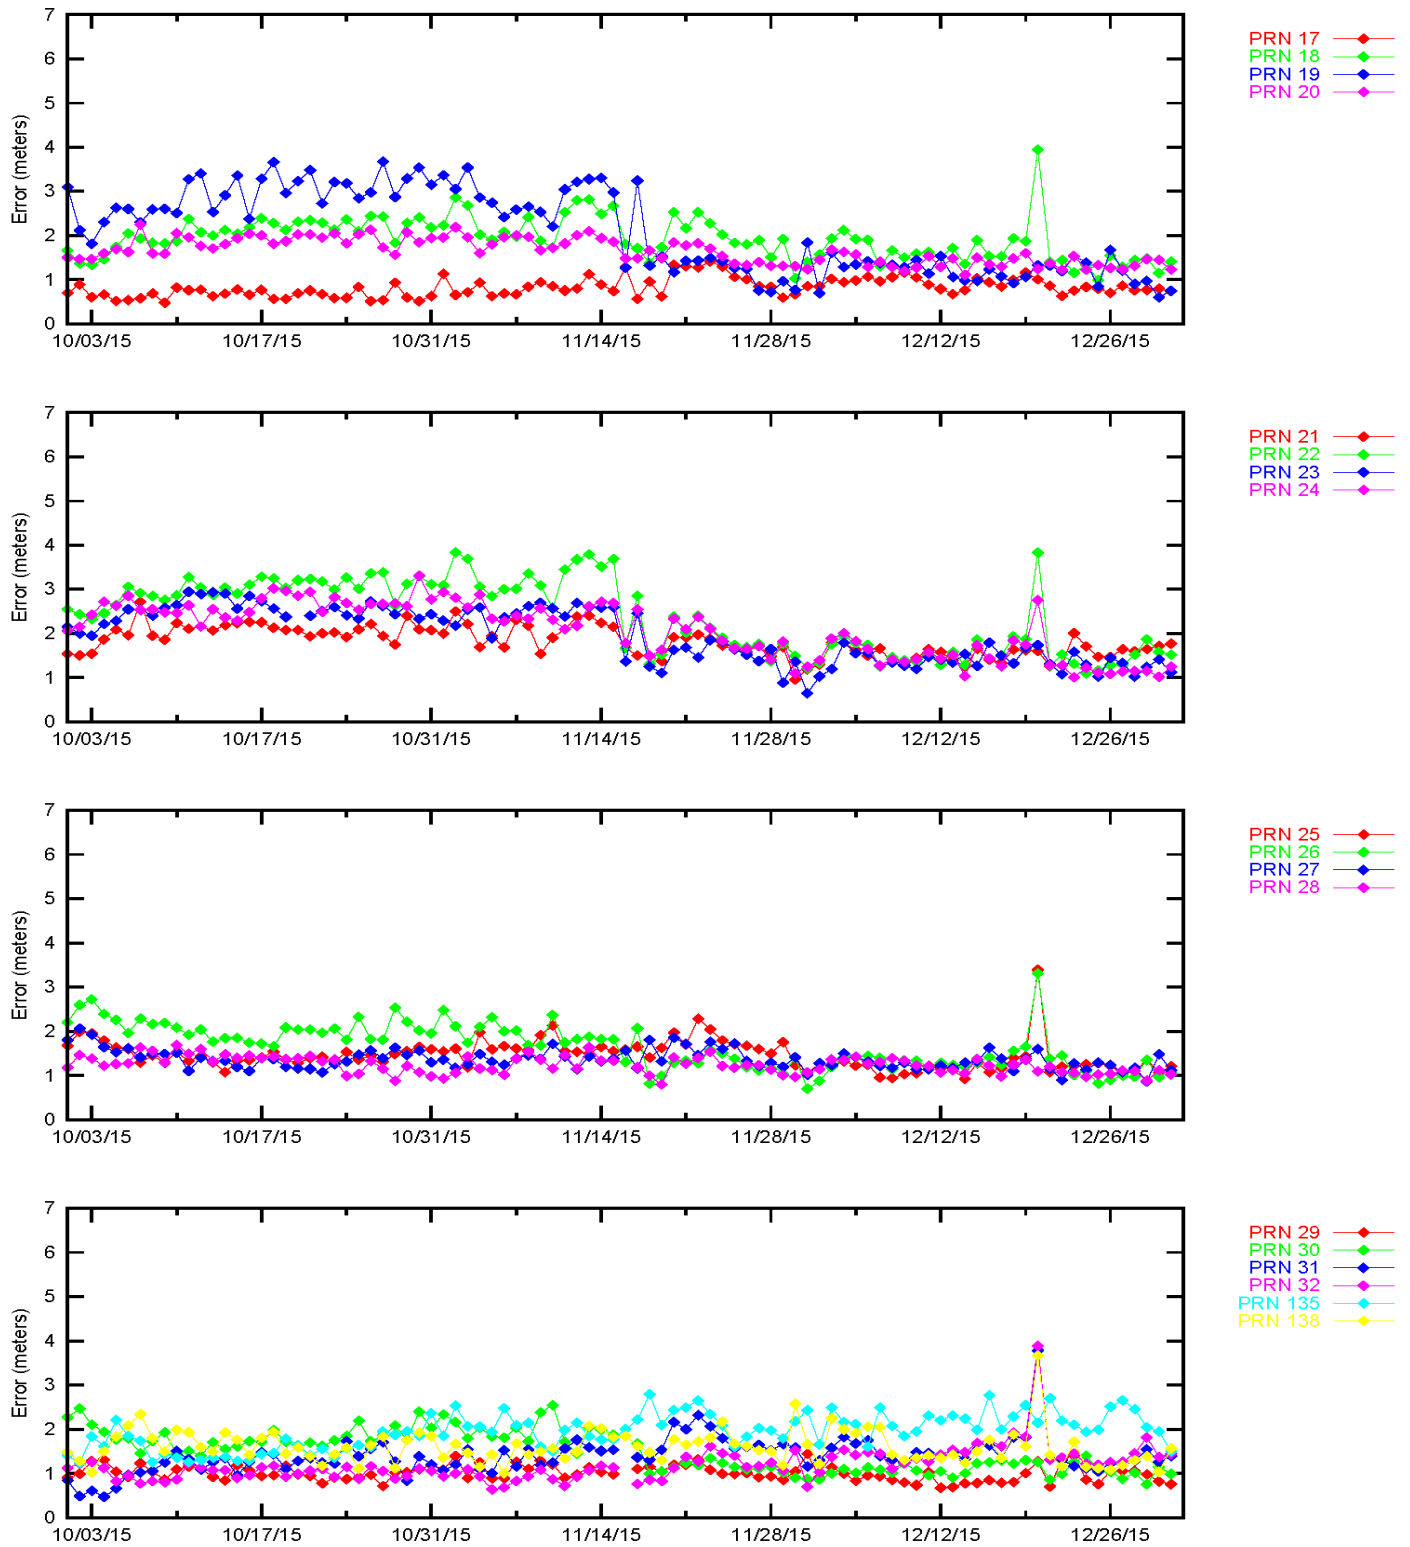 7
6
5
4
3
2
1
0
Error (meters)
10/03/15 10/17/15 10/31/15 11/14/15 11/28/15 12/12/15 12/26/15
PRN 17
PRN 18
PRN 19
PRN 20
7
6
5
4
3
2
1
0
Error (meters)
10/03/15 10/17/15 10/31/15 11/14/15 11/28/15 12/12/15 12/26/15
PRN 21
PRN 22
PRN 23
PRN 24
7
6
5
4
3
2
1
0
Error (meters)
10/03/15 10/17/15 10/31/15 11/14/15 11/28/15 12/12/15 12/26/15
PRN 25
PRN 26
PRN 27
PRN 28
7
6
5
4
3
2
1
0
Error (meters)
10/03/15 10/17/15 10/31/15 11/14/15 11/28/15 12/12/15 12/26/15
PRN 29
PRN 30
PRN 31
PRN 32
PRN 135
PRN 138